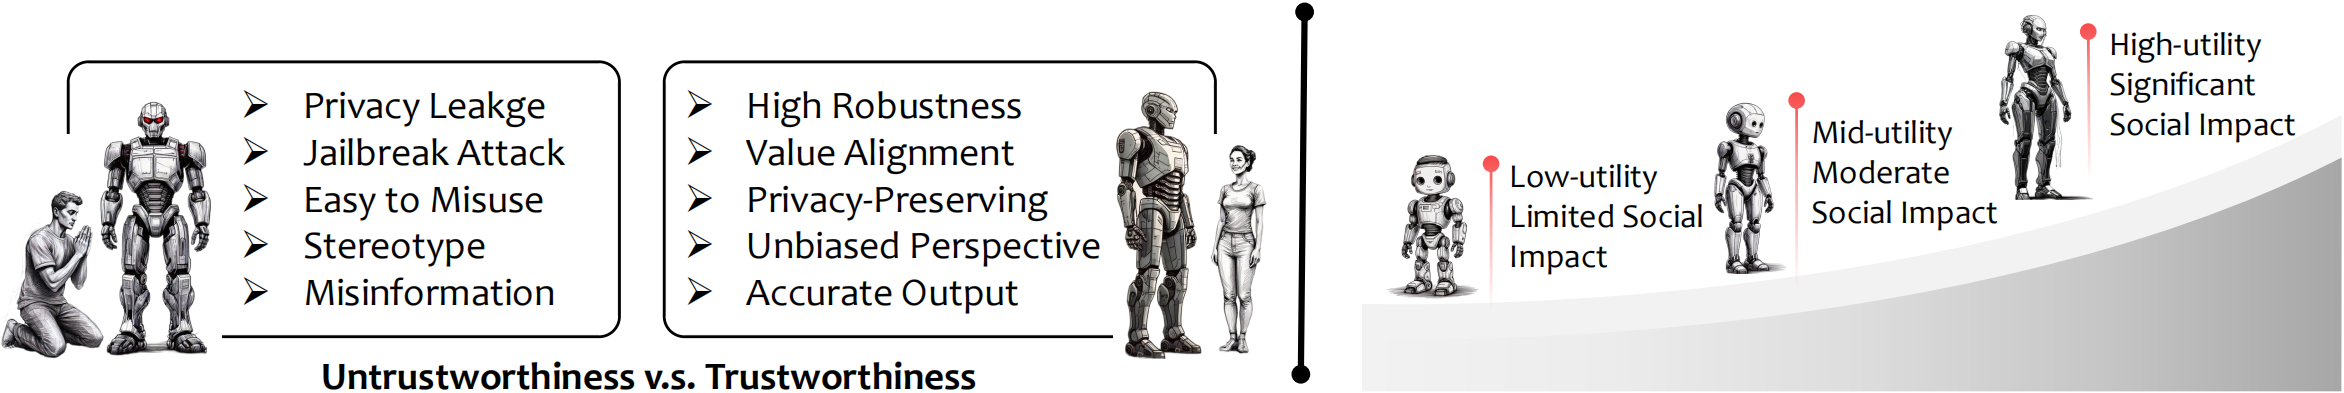 Privacy Leakge
Jailbreak Attack
Easy to Misuse
Stereotype
Misinformation
High Robustness
Value Alignment
Privacy-Preserving
Unbiased Perspective
Accurate Output
Untrustworthiness v.s. Trustworthiness
Low-utility
Limited Social
Impact
Mid-utility
Moderate
Social Impact
High-utility
Significant
Social Impact